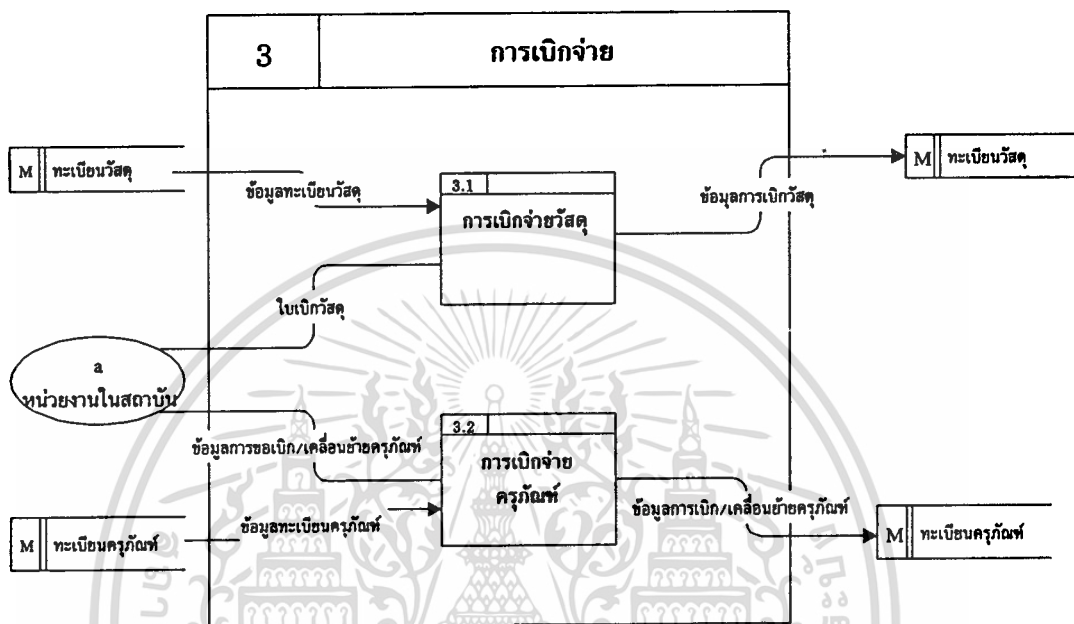 3
การเบิกจ่าย
M ทะเบียนวัสดุ
M ทะเบียนวัสดุ
ข้อมูลทะเบียนวัสดุ
3.1
การเบิกจ่ายวัสดุ
ข้อมุลการเบิกวัสดุ
ใบเบิกวัสดุ
a
หน่วยงานในสถาบัน
3.2
การเบิกจ่าย
ครุภัณฑ์
ข้อมูลการขอเบิก/เคลื่อนย้ายครุภัณฑ์
ข้อมูลการเบิก/เคลื่อนย้ายครุภัณฑ์
ข้อมูลทะเบียนครุภัณฑ์
M ทะเบียนครุภัณฑ์
M ทะเบียนครุภัณฑ์